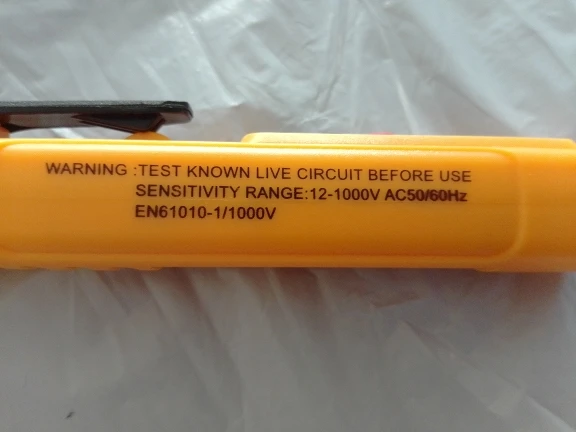 WARNING :TEST KNOWN LIVE CIRCUIT BEFORE USE
SENSITIVITY RANGE:12-1000V AC50/60Hz
EN61010-1/1000V